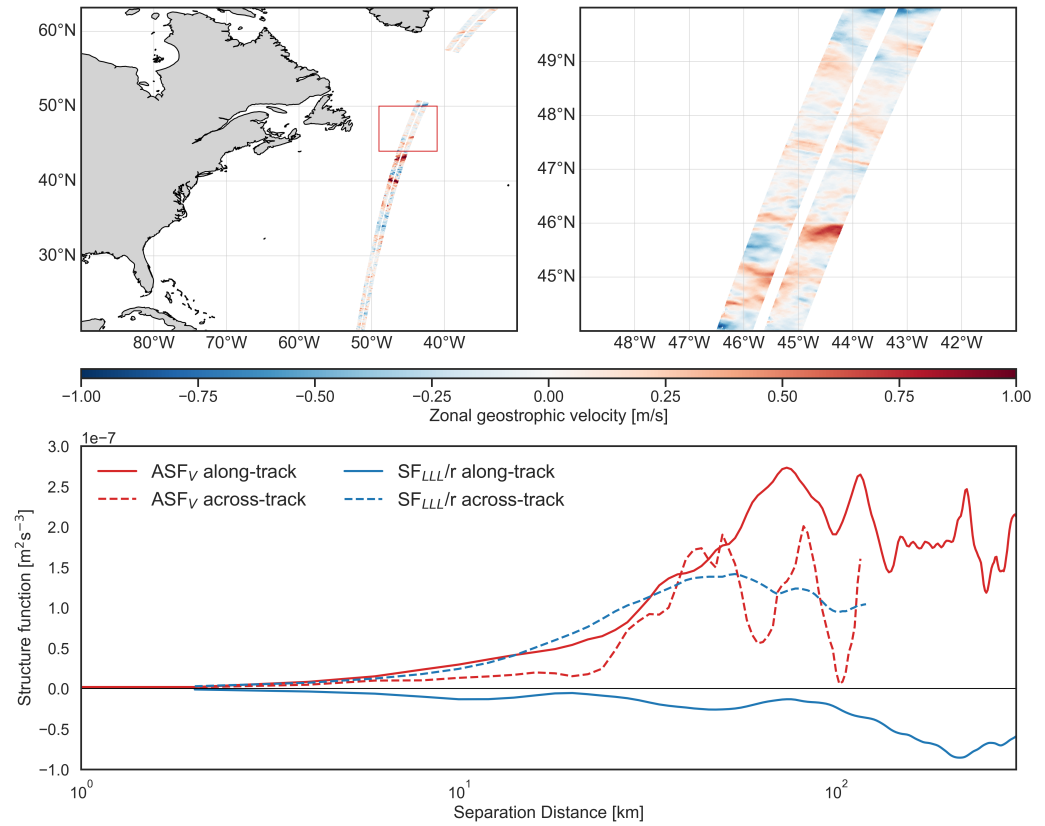 60°N
50°N
40°N
30°N
80°W 70°W 60°W 50°W 40°W
49°N
48°N
47°N
46°N
45°N
48°W 47°W 46°W 45°W 44°W 43°W 42°W
−1.00 −0.75 −0.50 −0.25 0.00 0.25 0.50 0.75 1.00
Zonal geostrophic velocity [m/s]
1e−7
ASF_V along-track
ASF_V across-track
SF_LLL/r along-track
SF_LLL/r across-track
Structure function [m²s⁻³]
3.0
2.5
2.0
1.5
1.0
0.5
0.0
−0.5
−1.0
10⁰ 10¹ 10²
Separation Distance [km]